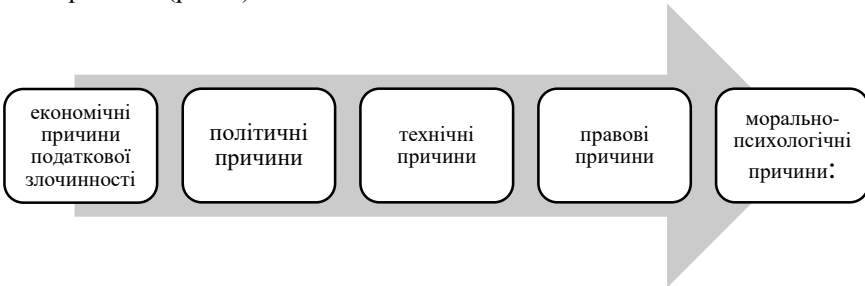 економічні
причини
податкової
злочинності
політичні
причини
технічні
причини
правові
причини
морально-
психологічні
причини: